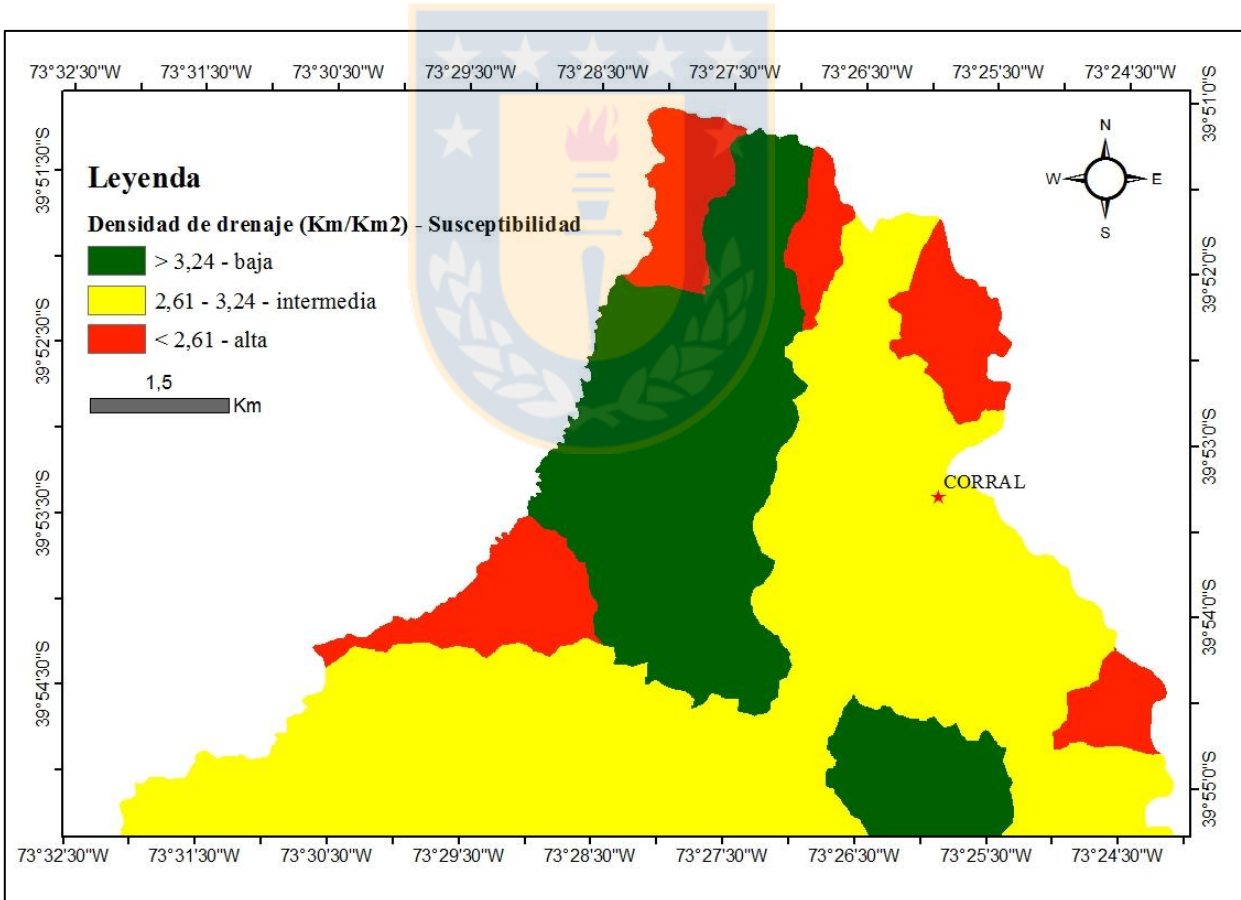 73°32'30"W 73°31'30"W 73°30'30"W 73°29'30"W 73°28'30"W 73°27'30"W 73°26'30"W 73°25'30"W 73°24'30"W
39°51'0"S
39°51'30"S
N
W E
S
Leyenda
Densidad de drenaje (Km/Km2) - Susceptibilidad
> 3,24 - baja
39°52'0"S
2,61 - 3,24 - intermedia
39°52'30"S
< 2,61 - alta
1,5
Km
39°53'0"S
CORRAL
39°53'30"S
39°54'0"S
39°54'30"S
39°55'0"S
73°32'30"W 73°31'30"W 73°30'30"W 73°29'30"W 73°28'30"W 73°27'30"W 73°26'30"W 73°25'30"W 73°24'30"W